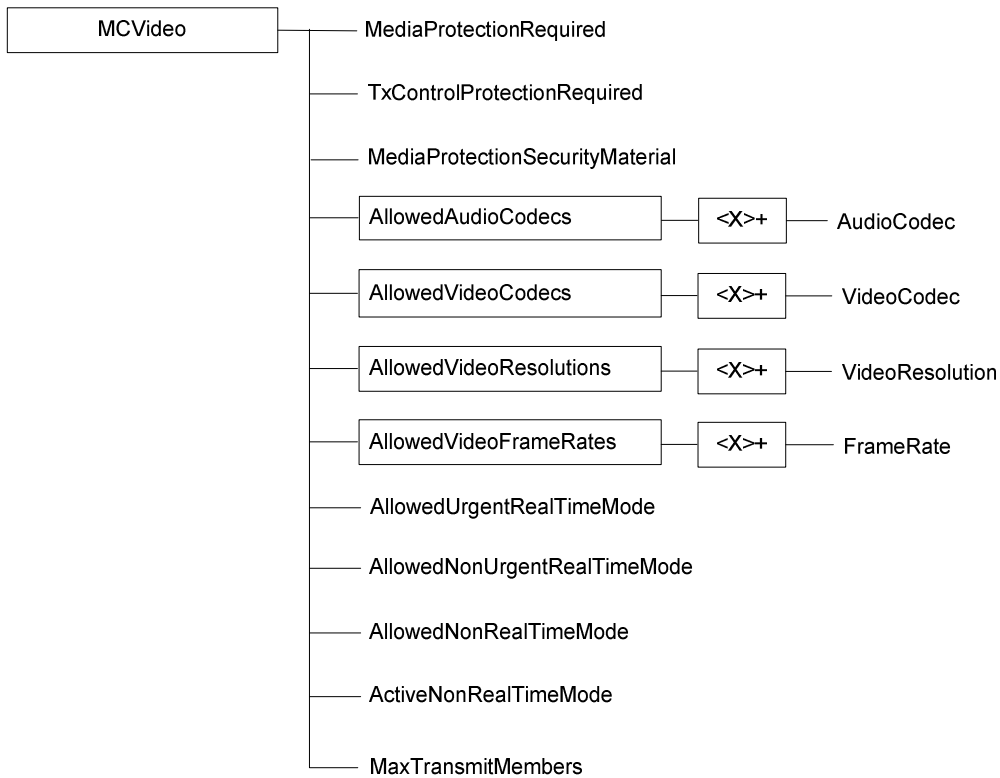 MCVideo
MediaProtectionRequired
TxControlProtectionRequired
MediaProtectionSecurityMaterial
AllowedAudioCodecs <X>+ AudioCodec
AllowedVideoCodecs <X>+ VideoCodec
AllowedVideoResolutions <X>+ VideoResolution
AllowedVideoFrameRates <X>+ FrameRate
AllowedUrgentRealTimeMode
AllowedNonUrgentRealTimeMode
AllowedNonRealTimeMode
ActiveNonRealTimeMode
MaxTransmitMembers